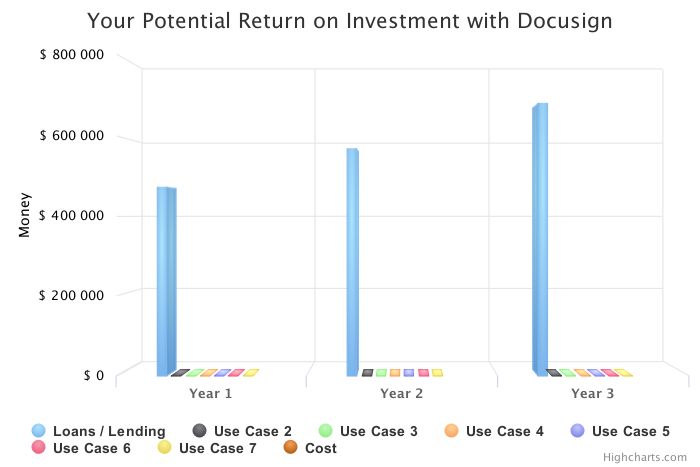 Your Potential Return on Investment with Docusign
$ 800 000
$ 600 000
$ 400 000
$ 200 000
$ 0
Money
Year 1
Year 2
Year 3
Loans / Lending
Use Case 2
Use Case 3
Use Case 4
Use Case 5
Use Case 6
Use Case 7
Cost
Highcharts.com